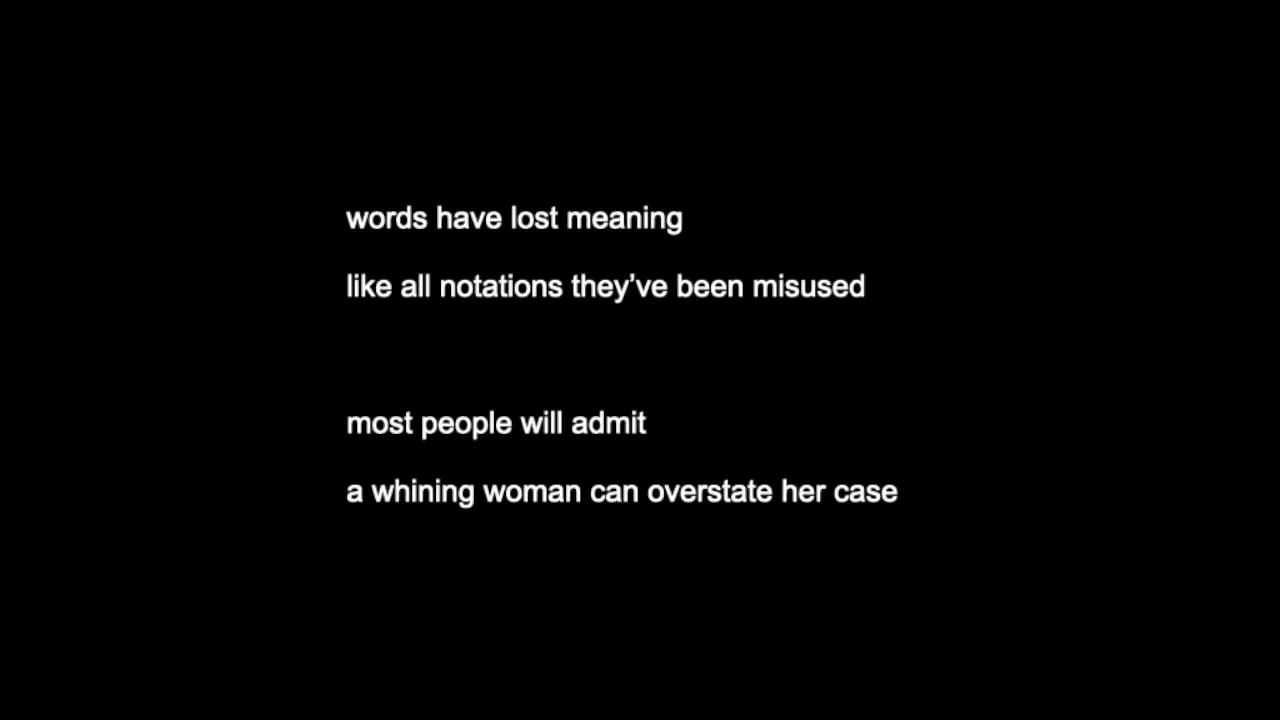 words have lost meaning
like all notations they've been misused
most people will admit
a whining woman can overstate her case